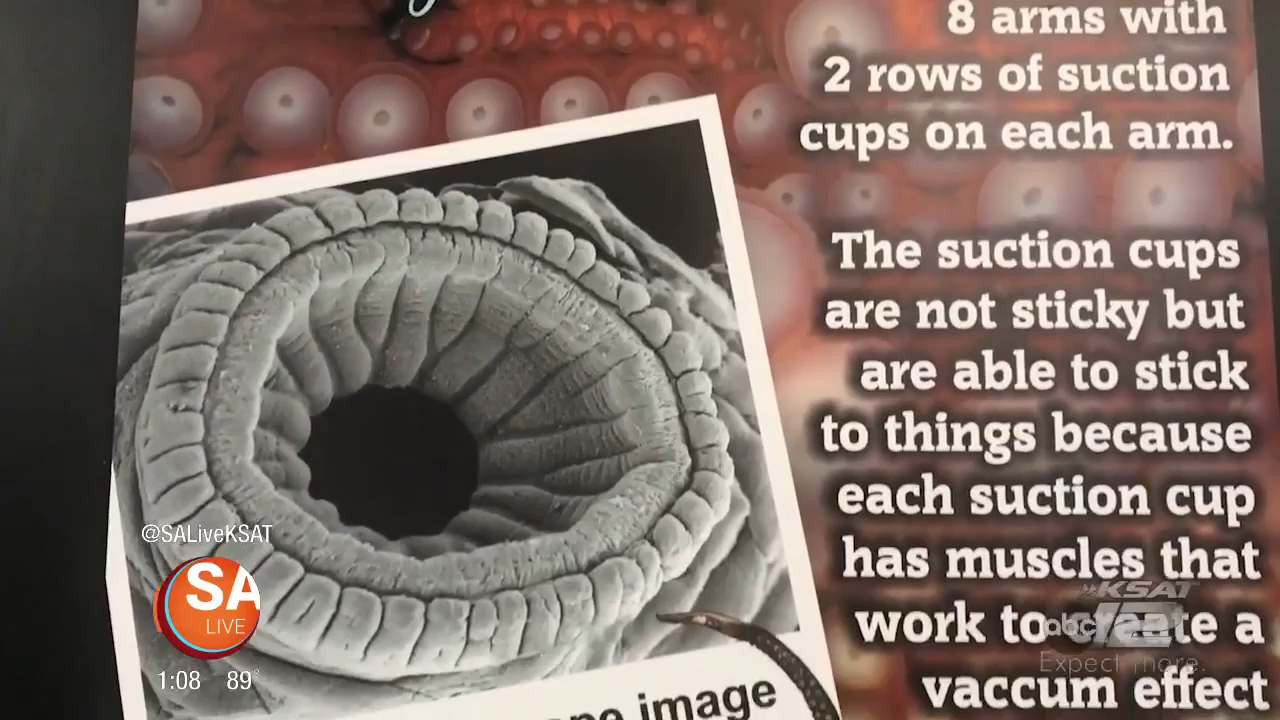 8 arms with
2 rows of suction
cups on each arm.
The suction cups
are not sticky but
are able to stick
to things because
each suction cup
has muscles that
work to create a
vaccum effect
image
@SALiveKSAT
SA
LIVE
1:08 89°
KSAT
abc 12
Expect more.